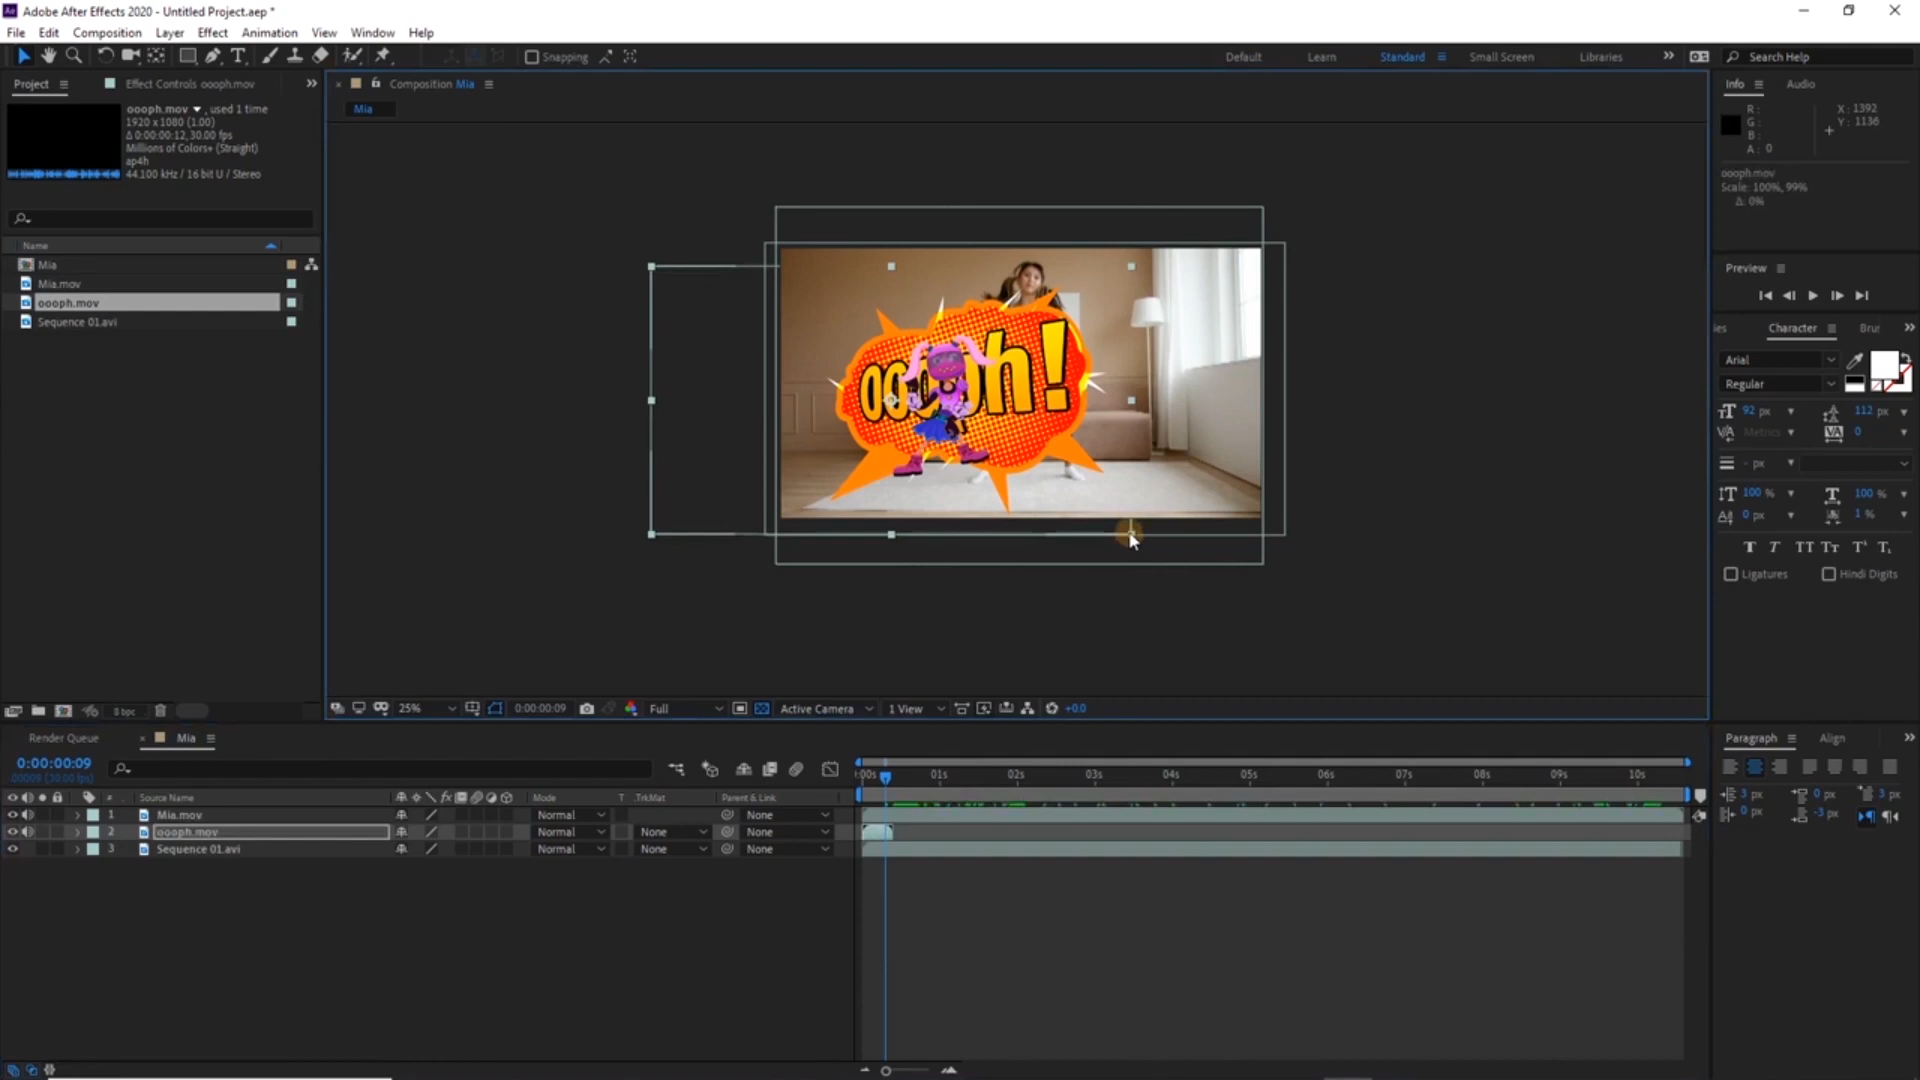 Adobe After Effects 2020 - Untitled Project.aep *
File Edit Composition Layer Effect Animation View Window Help
Snapping
Default Learn Standard Small Screen Libraries Search Help
Project Effect Controls oooph.mov
oooph.mov , used 1 time
1920 x 1080 (1.00)
Δ 0:00:00:12, 30.00 fps
Millions of Colors+ (Straight)
ap4h
44.100 kHz / 16 bit U / Stereo
Name
Mia
Mia.mov
oooph.mov
Sequence 01.avi
8 bpc
Composition Mia
Mia
25% 0:00:00:09 Full Active Camera 1 View +0.0
Info Audio
R:
G:
B:
A: 0
X: 1392
Y: 1136
oooph.mov
Scale: 100%, 99%
Δ: 0%
Preview
ies Character Brus
Arial
Regular
92 px 112 px
Metrics 0
- px
100 % 100 %
0 px 1 %
T T TT Tt
Ligatures Hindi Digits
Render Queue Mia
0:00:00:09
00009 (30.00 fps)
# Source Name Mode T .TrkMat Parent & Link
1 Mia.mov Normal None
2 oooph.mov Normal None None
3 Sequence 01.avi Normal None None
:00s 01s 02s 03s 04s 05s 06s 07s 08s 09s 10s
Paragraph Align
3 px 0 px 3 px
0 px -3 px